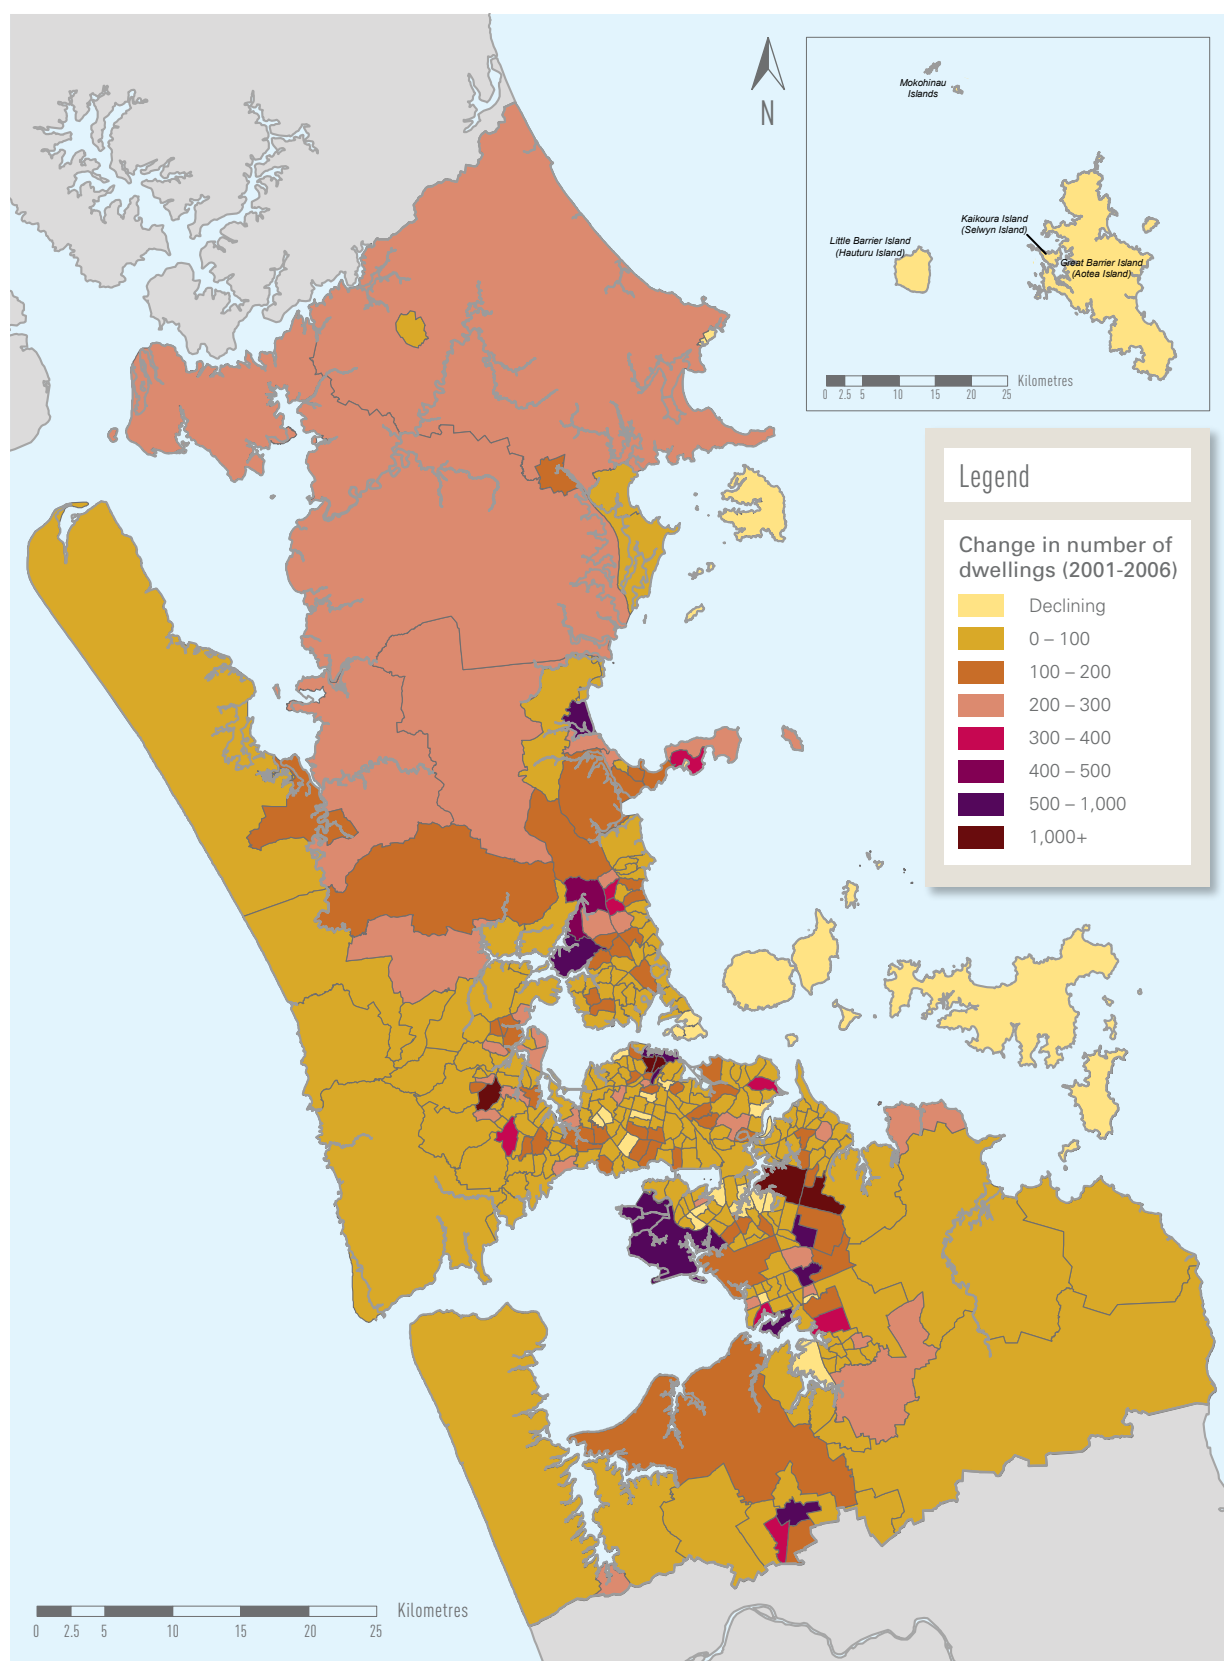 Mokohinau
Islands
Kaikoura Island
(Selwyn Island)
Little Barrier Island
(Hauturu Island)
Great Barrier Island
(Aotea Island)
Kilometres
0 2.5 5 10 15 20 25
N
Legend
Change in number of
dwellings (2001-2006)
Declining
0 – 100
100 – 200
200 – 300
300 – 400
400 – 500
500 – 1,000
1,000+
Kilometres
0 2.5 5 10 15 20 25